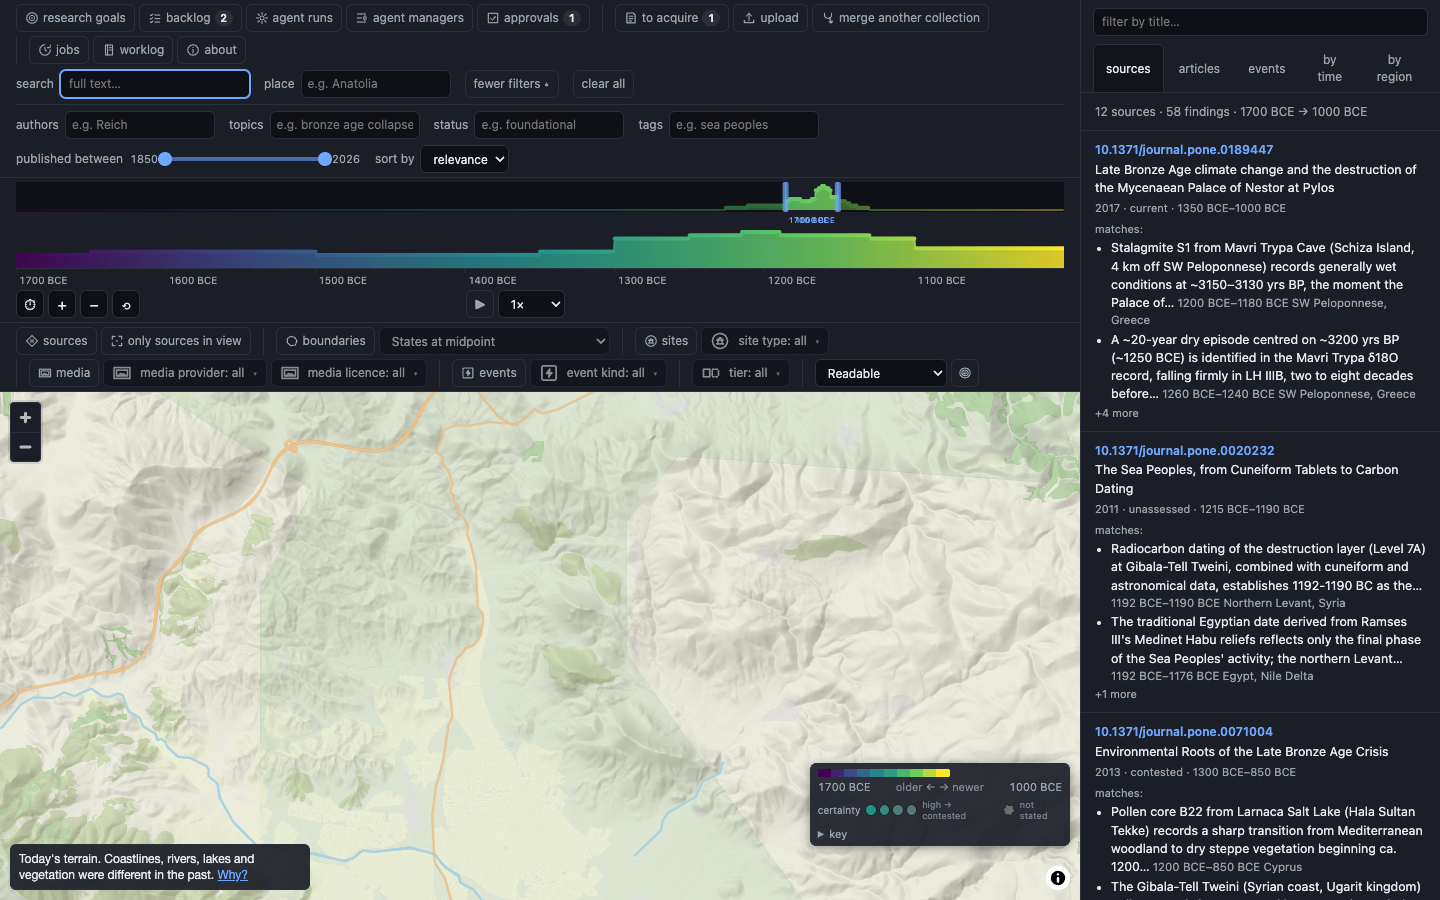 research goals
backlog 2
agent runs
agent managers
approvals 1
to acquire 1
upload
merge another collection
jobs
worklog
about
search full text...
place e.g. Anatolia
fewer filters ▴
clear all
authors e.g. Reich
topics e.g. bronze age collapse
status e.g. foundational
tags e.g. sea peoples
published between 1850 2026
sort by relevance
1700 BCE 1600 BCE 1500 BCE 1400 BCE 1300 BCE 1200 BCE 1100 BCE
1×
sources
only sources in view
boundaries
States at midpoint
sites
site type: all
media
media provider: all
media licence: all
events
event kind: all
tier: all
Readable
+
−
Today's terrain. Coastlines, rivers, lakes and
vegetation were different in the past. Why?
1700 BCE older ← → newer 1000 BCE
certainty high →
contested
not
stated
▶ key
filter by title...
sources
articles
events
by
time
by
region
12 sources · 58 findings · 1700 BCE → 1000 BCE
10.1371/journal.pone.0189447
Late Bronze Age climate change and the destruction of
the Mycenaean Palace of Nestor at Pylos
2017 · current · 1350 BCE–1000 BCE
matches:
• Stalagmite S1 from Mavri Trypa Cave (Schiza Island,
4 km off SW Peloponnese) records generally wet
conditions at ~3150–3130 yrs BP, the moment the
Palace of… 1200 BCE–1180 BCE SW Peloponnese,
Greece
• A ~20-year dry episode centred on ~3200 yrs BP
(~1250 BCE) is identified in the Mavri Trypa δ18O
record, falling firmly in LH IIIB, two to eight decades
before… 1260 BCE–1240 BCE SW Peloponnese, Greece
+4 more
10.1371/journal.pone.0020232
The Sea Peoples, from Cuneiform Tablets to Carbon
Dating
2011 · unassessed · 1215 BCE–1190 BCE
matches:
• Radiocarbon dating of the destruction layer (Level 7A)
at Gibala-Tell Tweini, combined with cuneiform and
astronomical data, establishes 1192-1190 BC as the…
1192 BCE–1190 BCE Northern Levant, Syria
• The traditional Egyptian date derived from Ramses
III's Medinet Habu reliefs reflects only the final phase
of the Sea Peoples' activity; the northern Levant…
1192 BCE–1176 BCE Egypt, Nile Delta
+1 more
10.1371/journal.pone.0071004
Environmental Roots of the Late Bronze Age Crisis
2013 · contested · 1300 BCE–850 BCE
matches:
• Pollen core B22 from Larnaca Salt Lake (Hala Sultan
Tekke) records a sharp transition from Mediterranean
woodland to dry steppe vegetation beginning ca.
1200… 1200 BCE–850 BCE Cyprus
• The Gibala-Tell Tweini (Syrian coast, Ugarit kingdom)